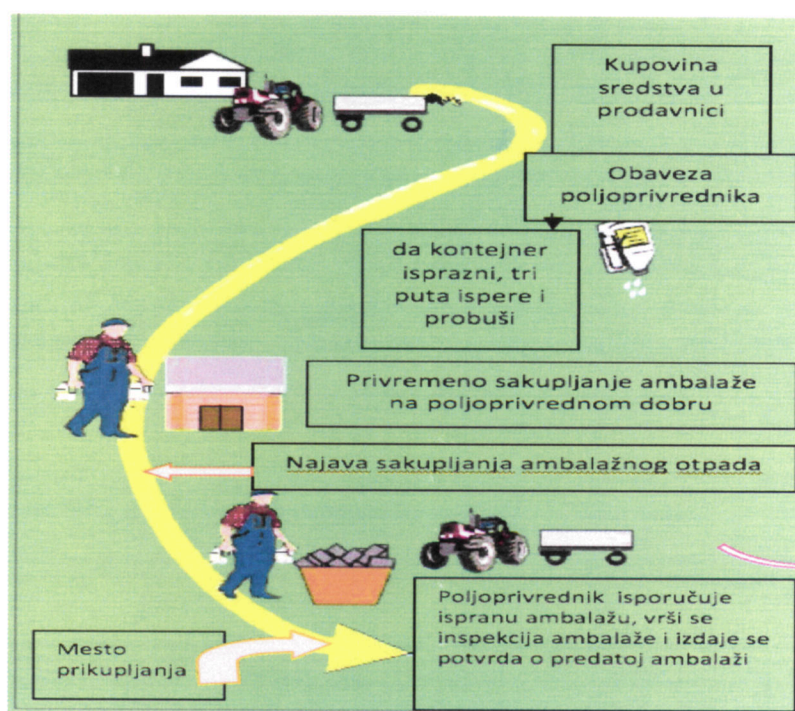 Kupovina
sredstva u
prodavnici
Obaveza
poljoprivrednika
da kontejner
isprazni, tri
puta ispere i
probuši
Privremeno sakupljanje ambalaže
na poljoprivrednom dobru
Najava sakupljanja ambalažnog otpada
Poljoprivrednik isporučuje
ispranu ambalažu, vrši se
inspekcija ambalaže i izdaje se
potvrda o predatoj ambalaži
Mesto
prikupljanja